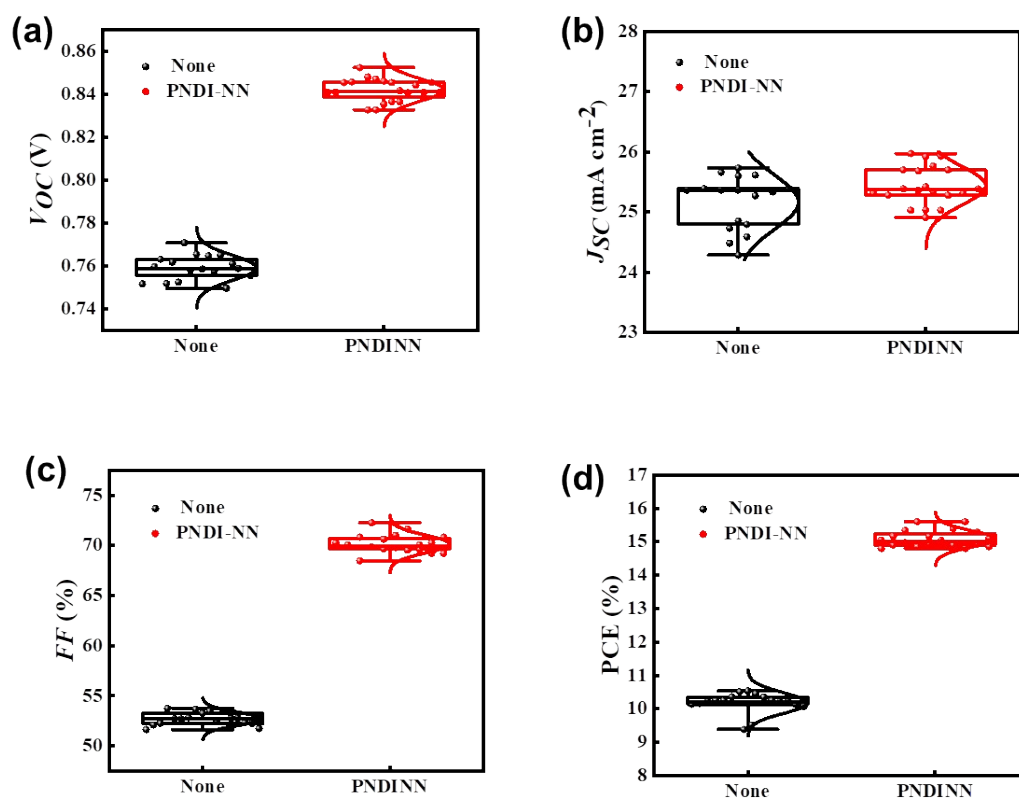 (a)
0.86
0.84
0.82
0.80
0.78
0.76
0.74
V_OC (V)
None
PNDI-NN
None
PNDINN
(b)
28
27
26
25
24
23
J_SC (mA cm⁻²)
None
PNDI-NN
None
PNDINN
(c)
75
70
65
60
55
50
FF (%)
None
PNDI-NN
None
PNDINN
(d)
17
16
15
14
13
12
11
10
9
8
PCE (%)
None
PNDI-NN
None
PNDINN